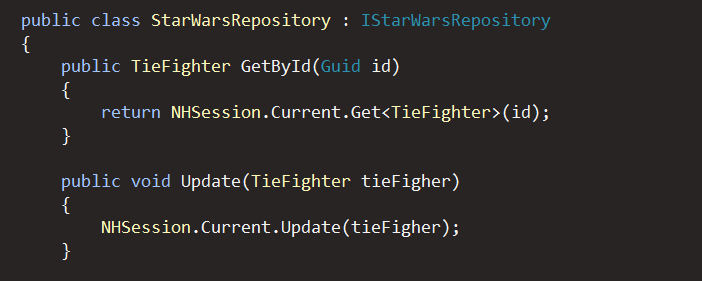 public class StarWarsRepository : IStarWarsRepository
{
    public TieFighter GetById(Guid id)
    {
        return NHSession.Current.Get<TieFighter>(id);
    }

    public void Update(TieFighter tieFigher)
    {
        NHSession.Current.Update(tieFigher);
    }